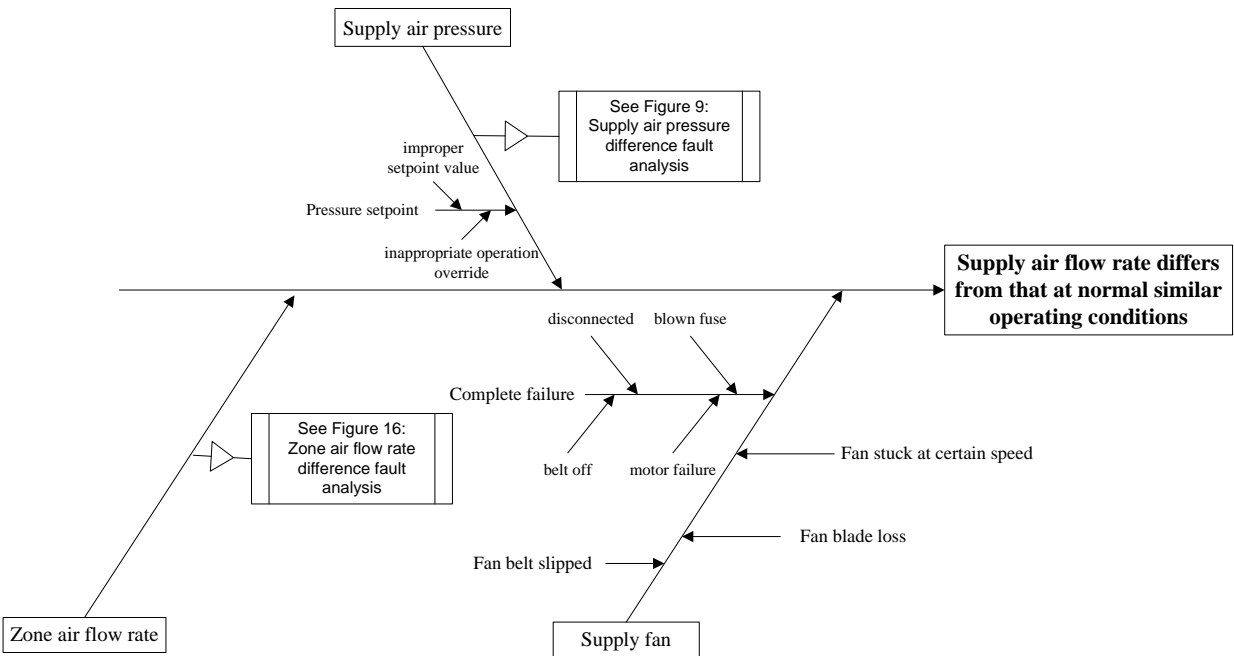 Supply air pressure
See Figure 9:
Supply air pressure
difference fault
analysis
improper
setpoint value
Pressure setpoint
inappropriate operation
override
Supply air flow rate differs
from that at normal similar
operating conditions
disconnected
blown fuse
Complete failure
belt off
motor failure
See Figure 16:
Zone air flow rate
difference fault
analysis
Fan stuck at certain speed
Fan blade loss
Fan belt slipped
Zone air flow rate
Supply fan